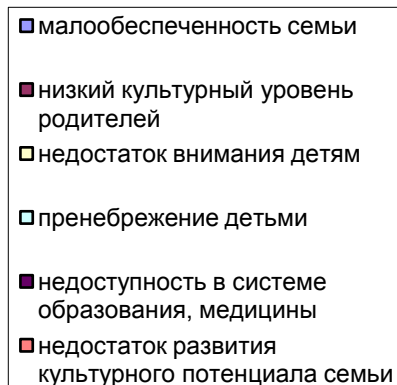 малообеспеченность семьи
низкий культурный уровень
родителей
недостаток внимания детям
пренебрежение детьми
недоступность в системе
образования, медицины
недостаток развития
культурного потенциала семьи